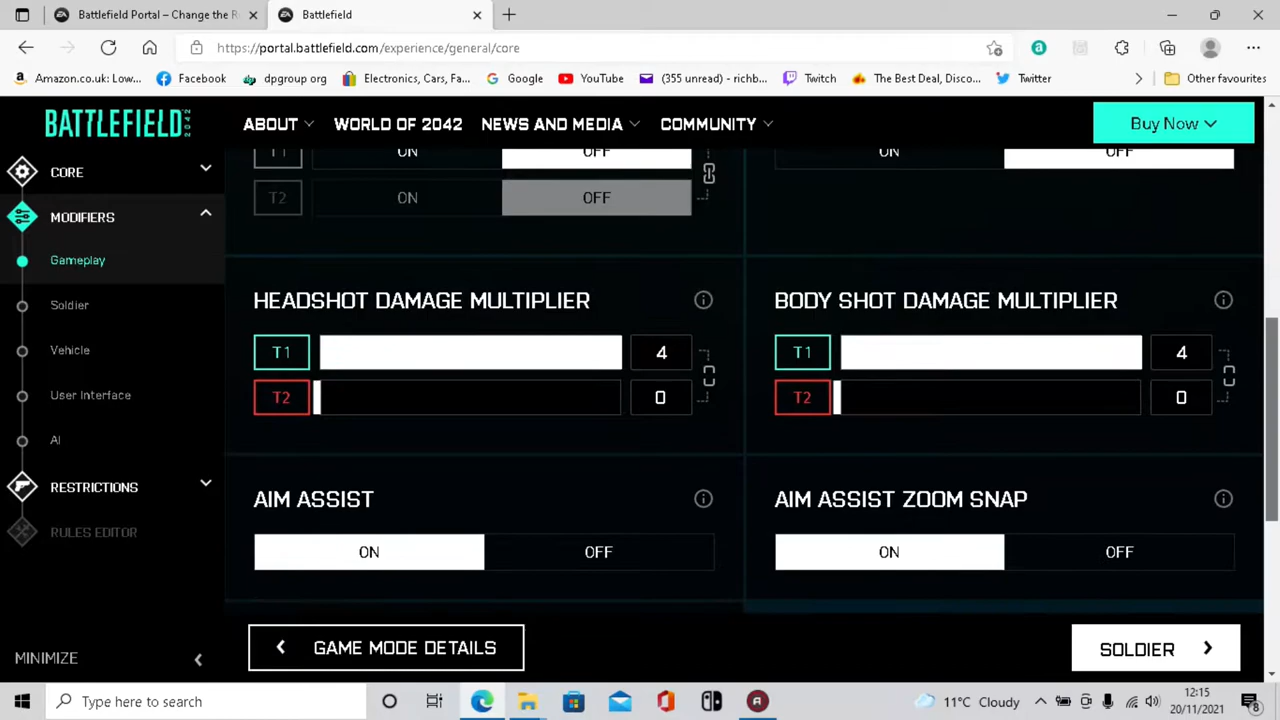 Battlefield Portal – Change the R
Battlefield
https://portal.battlefield.com/experience/general/core
Amazon.co.uk: Low...
Facebook
dpgroup org
Electronics, Cars, Fa...
Google
YouTube
(355 unread) - richb...
Twitch
The Best Deal, Disco...
Twitter
Other favourites
BATTLEFIELD 2042
ABOUT
WORLD OF 2042
NEWS AND MEDIA
COMMUNITY
Buy Now
CORE
MODIFIERS
Gameplay
Soldier
Vehicle
User Interface
AI
RESTRICTIONS
RULES EDITOR
MINIMIZE
T1 ON OFF
T2 ON OFF
ON OFF
HEADSHOT DAMAGE MULTIPLIER
T1 4
T2 0
BODY SHOT DAMAGE MULTIPLIER
T1 4
T2 0
AIM ASSIST
ON OFF
AIM ASSIST ZOOM SNAP
ON OFF
GAME MODE DETAILS
SOLDIER
Type here to search
11°C Cloudy
12:15
20/11/2021
8